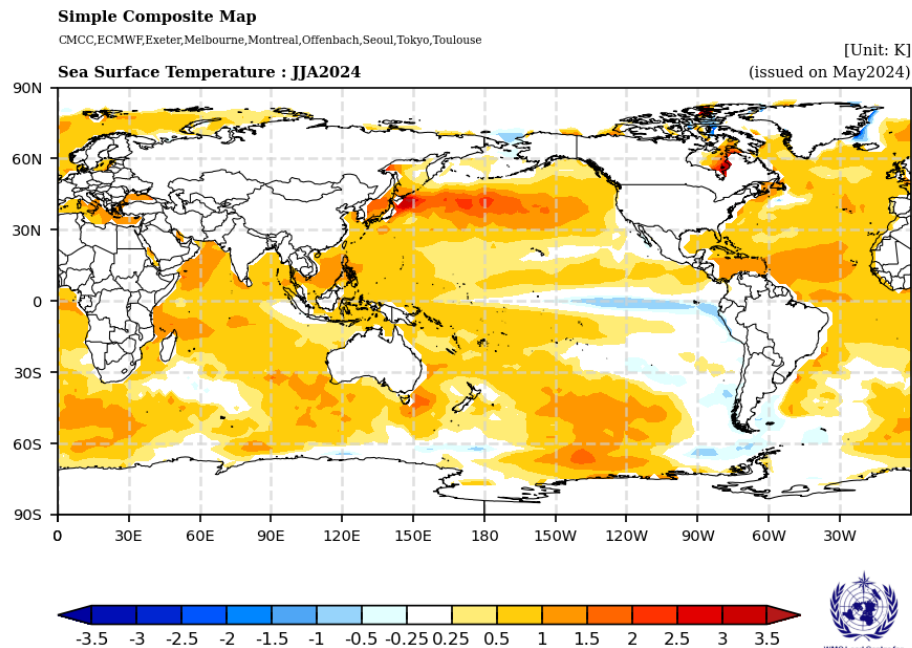 Simple Composite Map
CMCC,ECMWF,Exeter,Melbourne,Montreal,Offenbach,Seoul,Tokyo,Toulouse
[Unit: K]
Sea Surface Temperature : JJA2024
(issued on May2024)
90N
60N
30N
0
30S
60S
90S
0 30E 60E 90E 120E 150E 180 150W 120W 90W 60W 30W
-3.5 -3 -2.5 -2 -1.5 -1 -0.5 -0.25 0.25 0.5 1 1.5 2 2.5 3 3.5